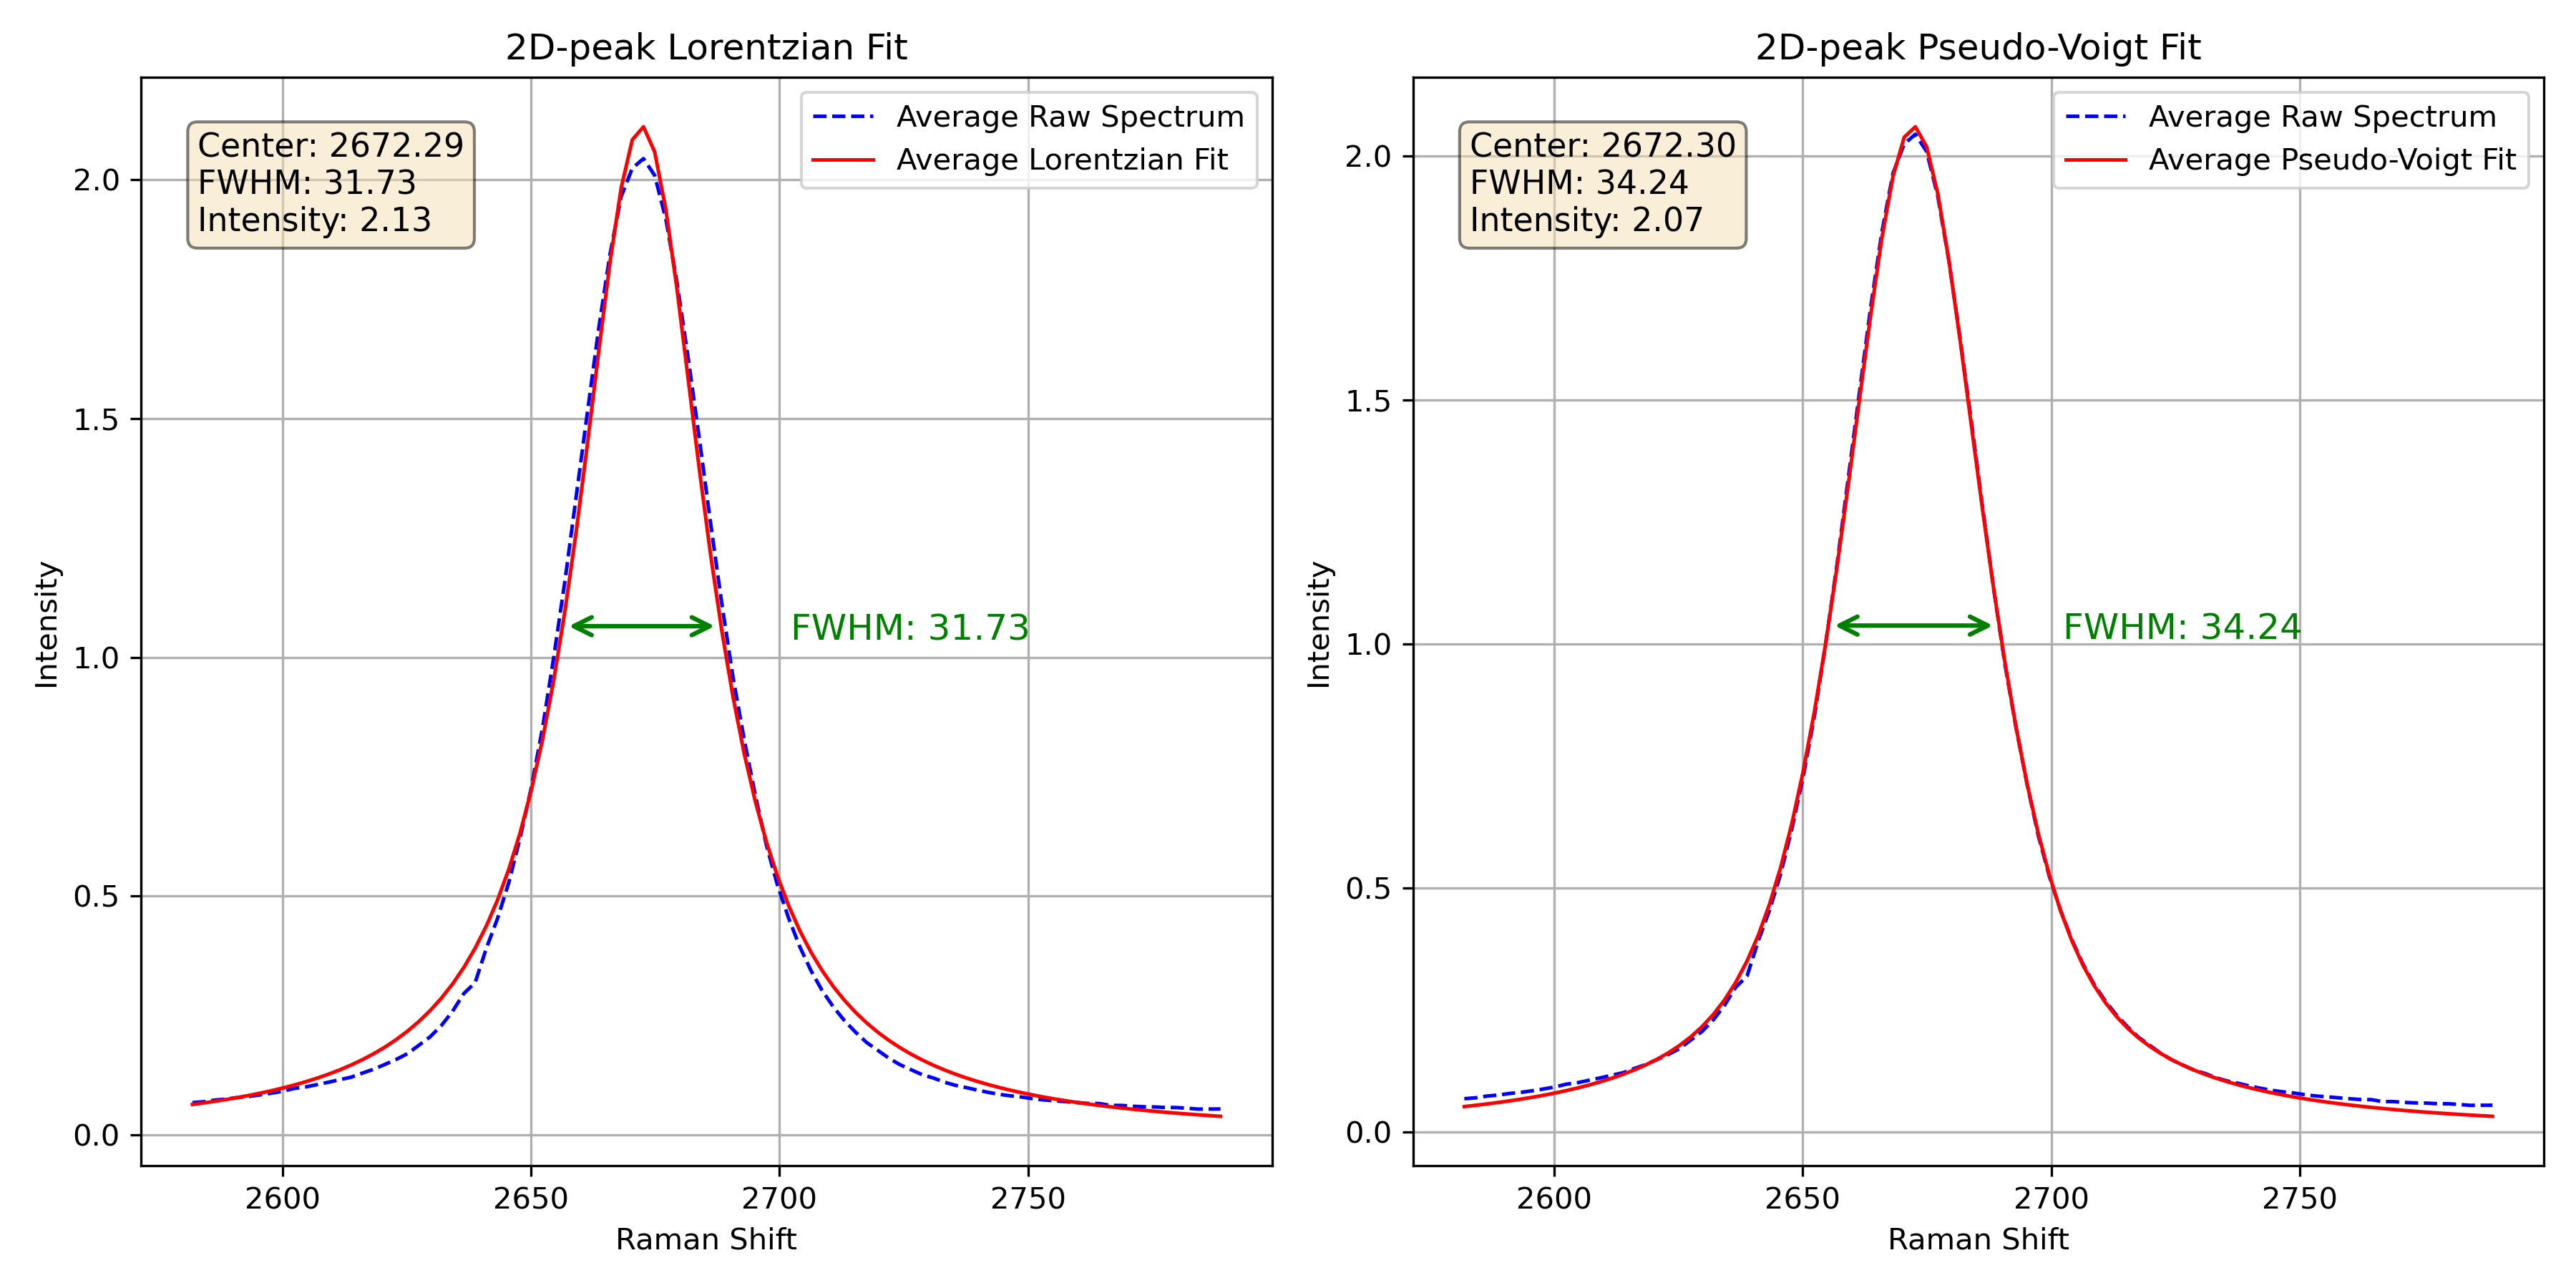 2D-peak Lorentzian Fit
Center: 2672.29
FWHM: 31.73
Intensity: 2.13
Average Raw Spectrum
Average Lorentzian Fit
FWHM: 31.73
2.0
1.5
1.0
0.5
0.0
Intensity
2600
2650
2700
2750
Raman Shift
2D-peak Pseudo-Voigt Fit
Center: 2672.30
FWHM: 34.24
Intensity: 2.07
Average Raw Spectrum
Average Pseudo-Voigt Fit
FWHM: 34.24
2.0
1.5
1.0
0.5
0.0
Intensity
2600
2650
2700
2750
Raman Shift